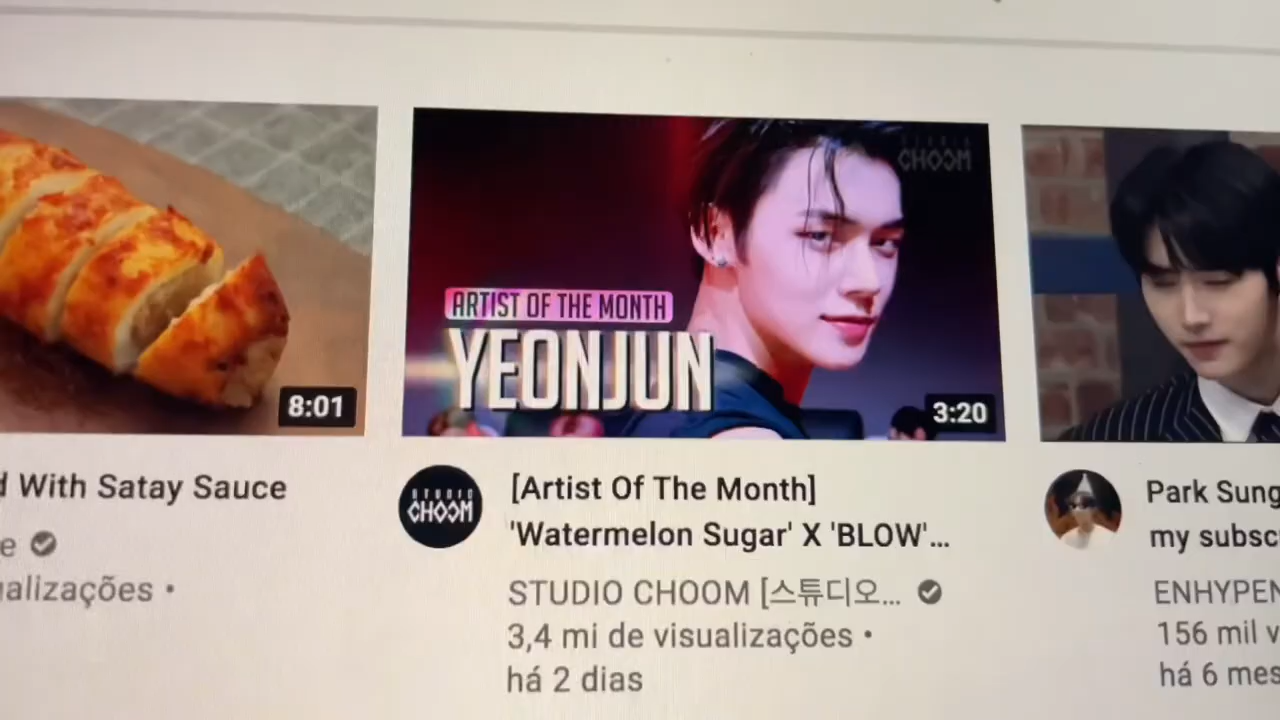 8:01
d With Satay Sauce
e
ualizações •
STUDIO
CHOOM
ARTIST OF THE MONTH
YEONJUN
3:20
STUDIO
CHOOM
[Artist Of The Month]
'Watermelon Sugar' X 'BLOW'...
STUDIO CHOOM [스튜디오...
3,4 mi de visualizações •
há 2 dias
Park Sung
my subsc
ENHYPEN
156 mil v
há 6 mes